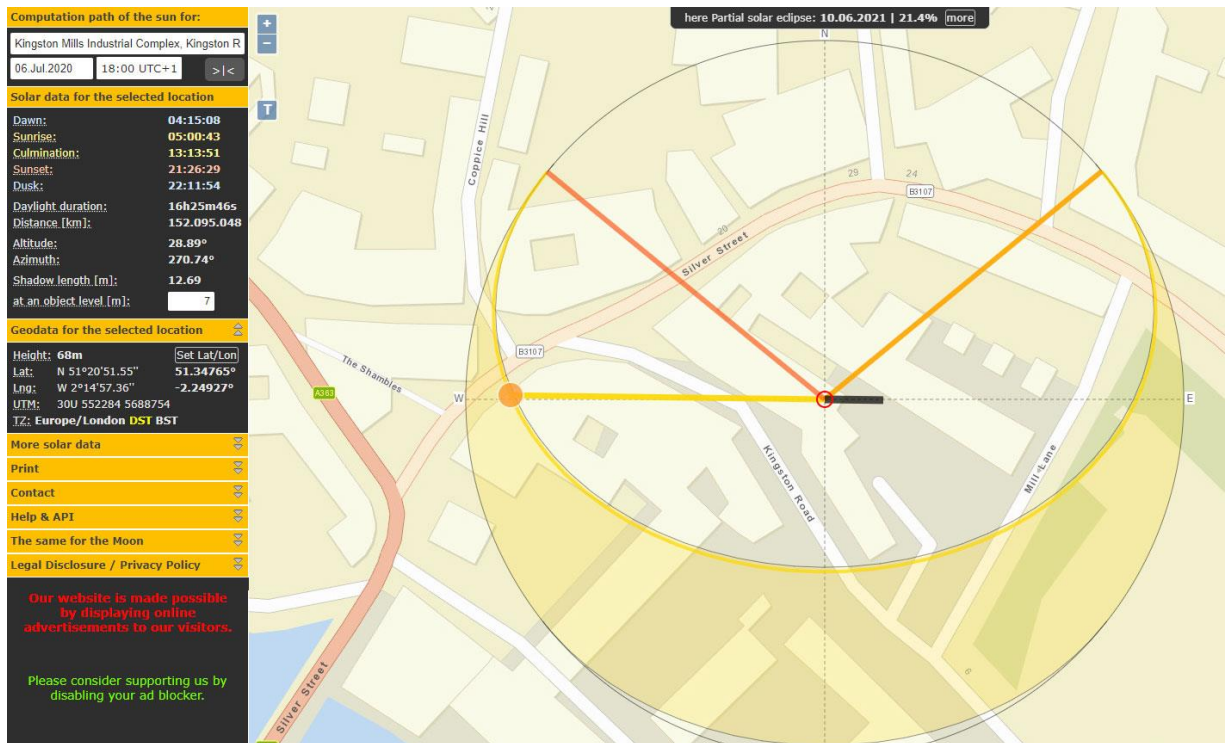 Computation path of the sun for:
Kingston Mills Industrial Complex, Kingston R
06.Jul.2020 18:00 UTC+1 >|<
Solar data for the selected location
Dawn: 04:15:08
Sunrise: 05:00:43
Culmination: 13:13:51
Sunset: 21:26:29
Dusk: 22:11:54
Daylight duration: 16h25m46s
Distance [km]: 152.095.048
Altitude: 28.89°
Azimuth: 270.74°
Shadow length [m]: 12.69
at an object level [m]: 7
Geodata for the selected location
Height: 68m Set Lat/Lon
Lat: N 51°20'51.55'' 51.34765°
Lng: W 2°14'57.36'' -2.24927°
UTM: 30U 552284 5688754
TZ: Europe/London DST BST
More solar data
Print
Contact
Help & API
The same for the Moon
Legal Disclosure / Privacy Policy
Our website is made possible
by displaying online
advertisements to our visitors.
Please consider supporting us by
disabling your ad blocker.
+
−
T
here Partial solar eclipse: 10.06.2021 | 21.4% more
N
Coppice Hill
29
24
B3107
20
Silver Street
B3107
The Shambles
A363
W
E
Kingston Road
Mill Lane
6
Silver Street